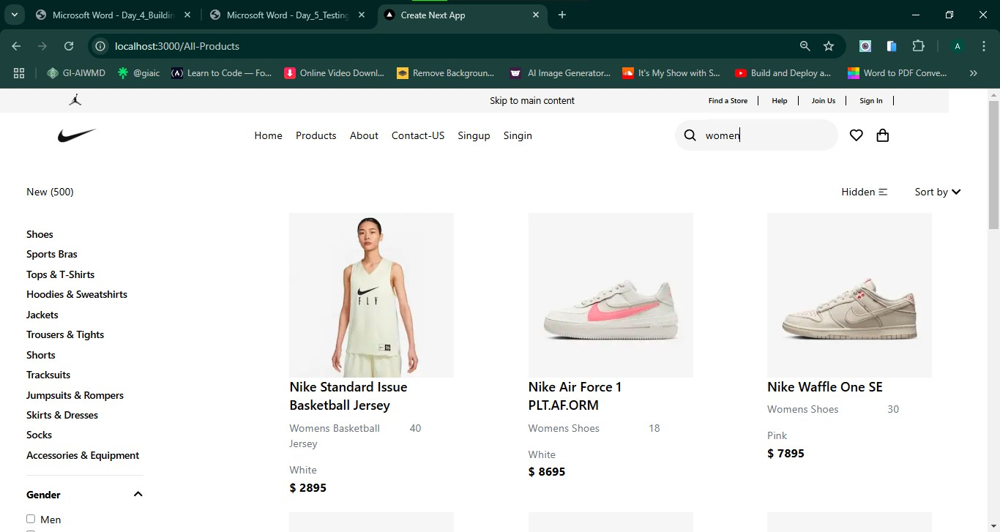 Microsoft Word - Day_4_Buildin
Microsoft Word - Day_5_Testing
Create Next App
localhost:3000/All-Products
A
GI-AIWMD
@giaic
Learn to Code — Fo...
Online Video Downl...
Remove Backgroun...
AI Image Generator...
It's My Show with S...
Build and Deploy a...
Word to PDF Conve...
Skip to main content
Find a Store
Help
Join Us
Sign In
Home
Products
About
Contact-US
Singup
Singin
women
New (500)
Hidden
Sort by
Shoes
Sports Bras
Tops & T-Shirts
Hoodies & Sweatshirts
Jackets
Trousers & Tights
Shorts
Tracksuits
Jumpsuits & Rompers
Skirts & Dresses
Socks
Accessories & Equipment
Gender
Men
FLY
Nike Standard Issue
Basketball Jersey
Womens Basketball 40
Jersey
White
$ 2895
Nike Air Force 1
PLT.AF.ORM
Womens Shoes 18
White
$ 8695
Nike Waffle One SE
Womens Shoes 30
Pink
$ 7895